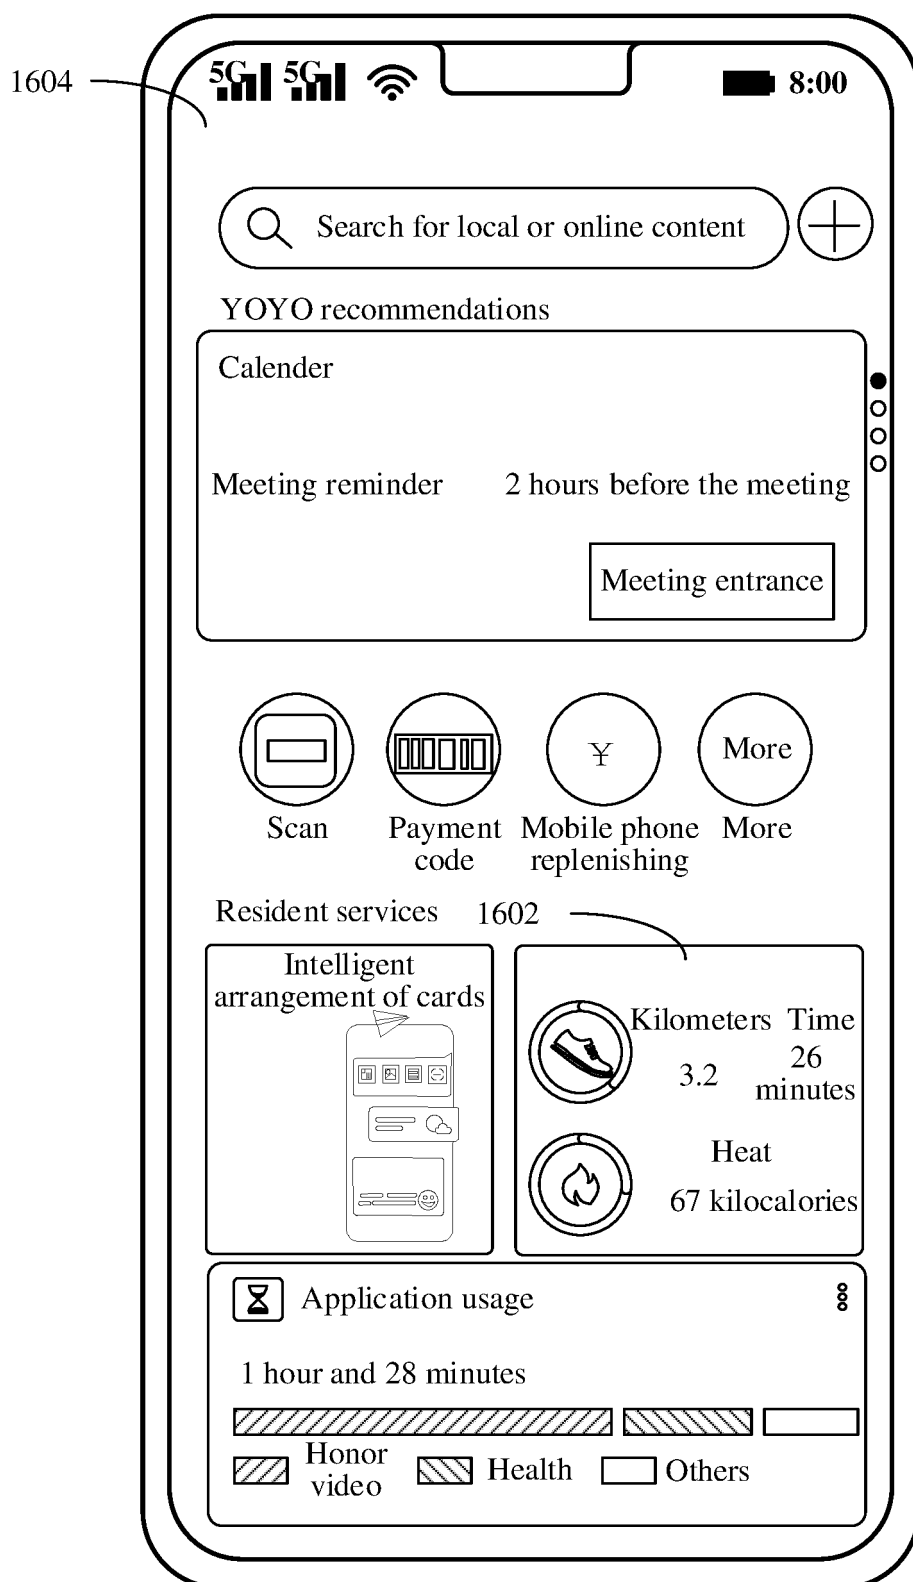 1604
5G 5G 8:00
Search for local or online content
YOYO recommendations
Calender
Meeting reminder 2 hours before the meeting
Meeting entrance
¥ More
Scan Payment code Mobile phone replenishing More
Resident services 1602
Intelligent
arrangement of cards
Kilometers Time
3.2 26 minutes
Heat
67 kilocalories
Application usage
1 hour and 28 minutes
Honor video Health Others